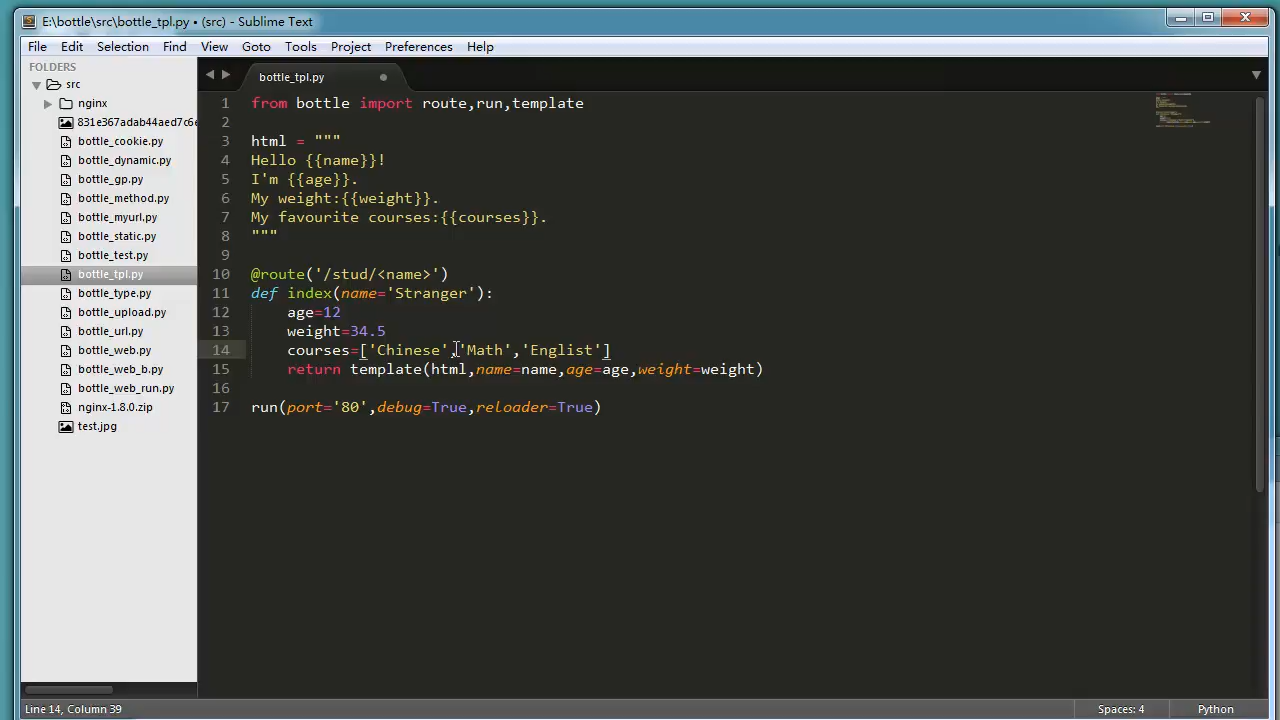 E:\bottle\src\bottle_tpl.py • (src) - Sublime Text
File Edit Selection Find View Goto Tools Project Preferences Help
FOLDERS
src
nginx
831e367adab44aed7c6e
bottle_cookie.py
bottle_dynamic.py
bottle_gp.py
bottle_method.py
bottle_myurl.py
bottle_static.py
bottle_test.py
bottle_tpl.py
bottle_type.py
bottle_upload.py
bottle_url.py
bottle_web.py
bottle_web_b.py
bottle_web_run.py
nginx-1.8.0.zip
test.jpg
bottle_tpl.py
1 from bottle import route,run,template
2
3 html = """
4 Hello {{name}}!
5 I'm {{age}}.
6 My weight:{{weight}}.
7 My favourite courses:{{courses}}.
8 """
9
10 @route('/stud/<name>')
11 def index(name='Stranger'):
12     age=12
13     weight=34.5
14     courses=['Chinese','Math','Englist']
15     return template(html,name=name,age=age,weight=weight)
16
17 run(port='80',debug=True,reloader=True)
Line 14, Column 39
Spaces: 4
Python